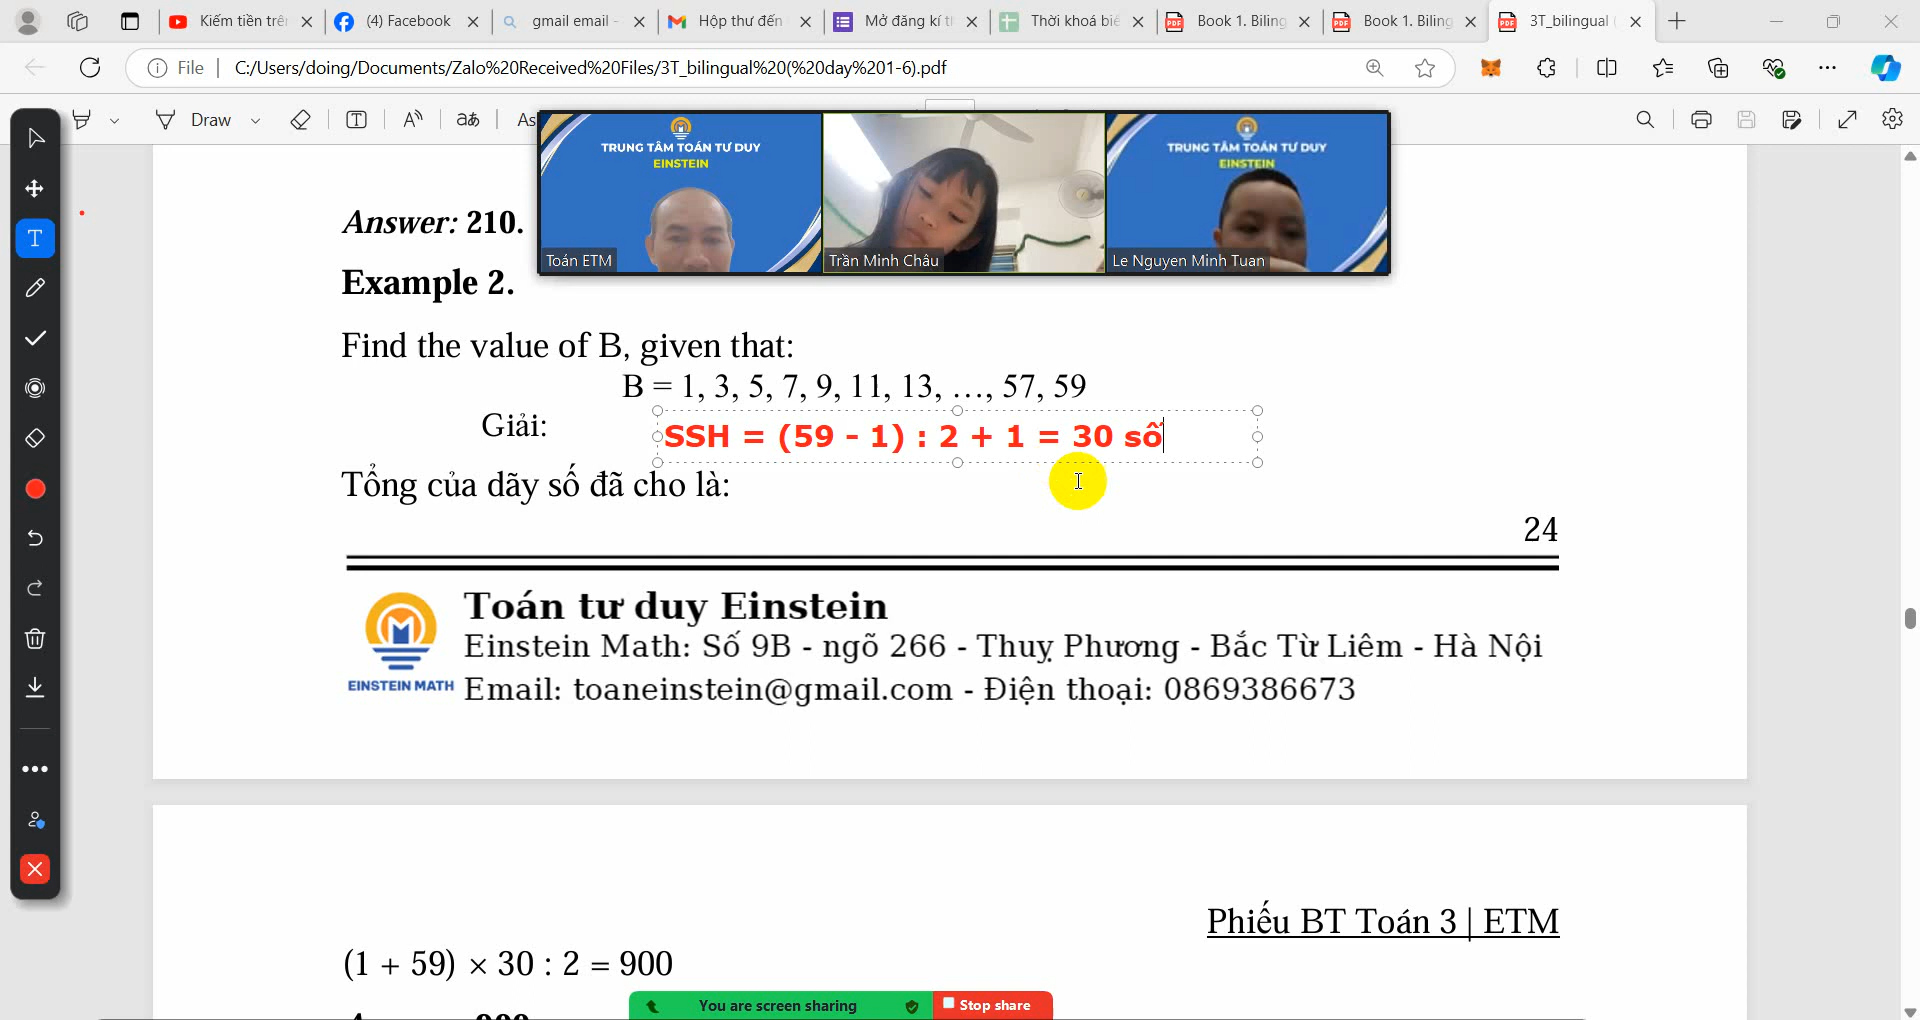 Kiếm tiền trê
(4) Facebook
gmail email -
Hộp thư đến
Mở đăng kí th
Thời khoá biể
Book 1. Biling
Book 1. Biling
3T_bilingual (
File
C:/Users/doing/Documents/Zalo%20Received%20Files/3T_bilingual%20(%20day%201-6).pdf
Draw
As
TRUNG TÂM TOÁN TƯ DUY
EINSTEIN
Toán ETM
Trần Minh Châu
TRUNG TÂM TOÁN TƯ DUY
EINSTEIN
Le Nguyen Minh Tuan
Answer: 210.
Example 2.
Find the value of B, given that:
B = 1, 3, 5, 7, 9, 11, 13, …, 57, 59
Giải:
SSH = (59 - 1) : 2 + 1 = 30 số
Tổng của dãy số đã cho là:
24
Toán tư duy Einstein
Einstein Math: Số 9B - ngõ 266 - Thuỵ Phương - Bắc Từ Liêm - Hà Nội
EINSTEIN MATH
Email: toaneinstein@gmail.com - Điện thoại: 0869386673
Phiếu BT Toán 3 | ETM
(1 + 59) × 30 : 2 = 900
You are screen sharing
Stop share